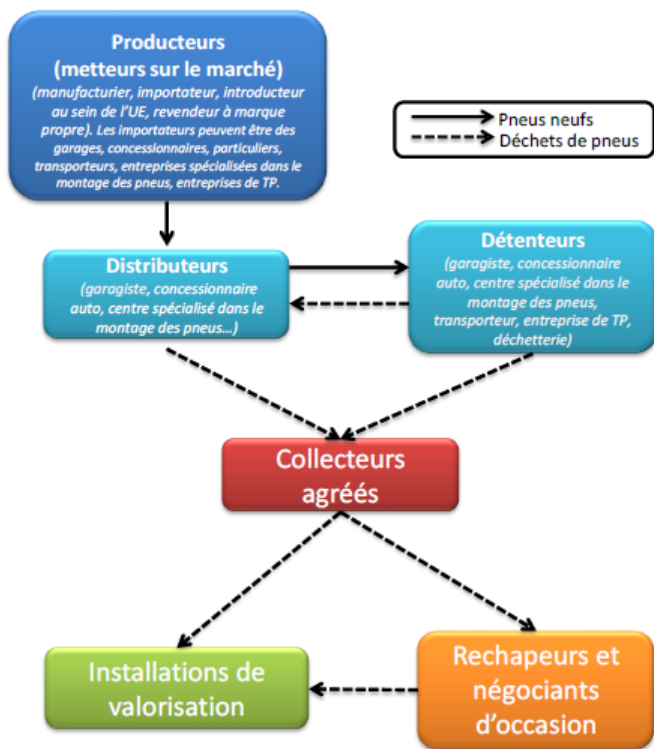 Producteurs
(metteurs sur le marché)
(manufacturier, importateur, introducteur
au sein de l'UE, revendeur à marque
propre). Les importateurs peuvent être des
garages, concessionnaires, particuliers,
transporteurs, entreprises spécialisées dans le
montage des pneus, entreprises de TP.
Pneus neufs
Déchets de pneus
Distributeurs
(garagiste, concessionnaire
auto, centre spécialisé dans le
montage des pneus...)
Détenteurs
(garagiste, concessionnaire
auto, centre spécialisé dans le
montage des pneus,
transporteur, entreprise de TP,
déchetterie)
Collecteurs
agréés
Installations de
valorisation
Rechapeurs et
négociants
d'occasion